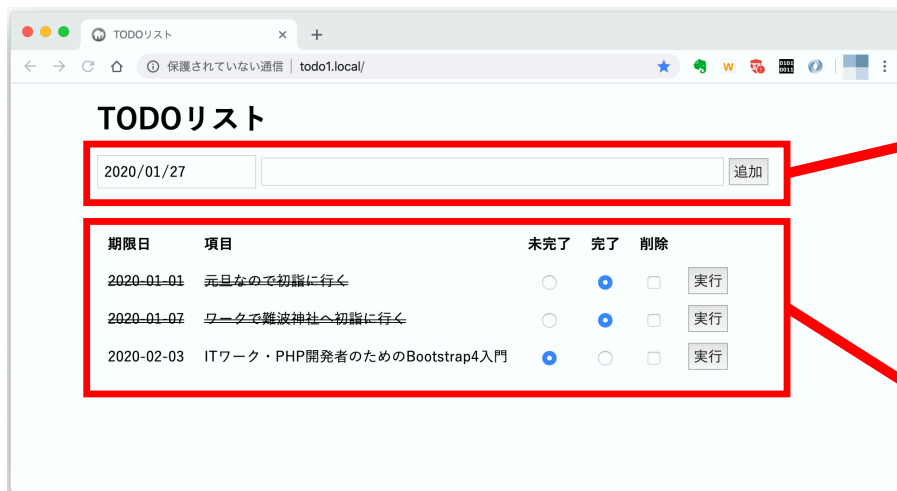 TODOリスト
保護されていない通信 | todo1.local/
W
0101
0011
TODOリスト
2020/01/27 追加
期限日 項目 未完了 完了 削除
2020-01-01 元旦なので初詣に行く 実行
2020-01-07 ワークで難波神社へ初詣に行く 実行
2020-02-03 ITワーク・PHP開発者のためのBootstrap4入門 実行